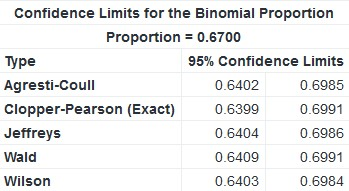 Confidence Limits for the Binomial Proportion
Proportion = 0.6700
Type 95% Confidence Limits
Agresti-Coull 0.6402 0.6985
Clopper-Pearson (Exact) 0.6399 0.6991
Jeffreys 0.6404 0.6986
Wald 0.6409 0.6991
Wilson 0.6403 0.6984